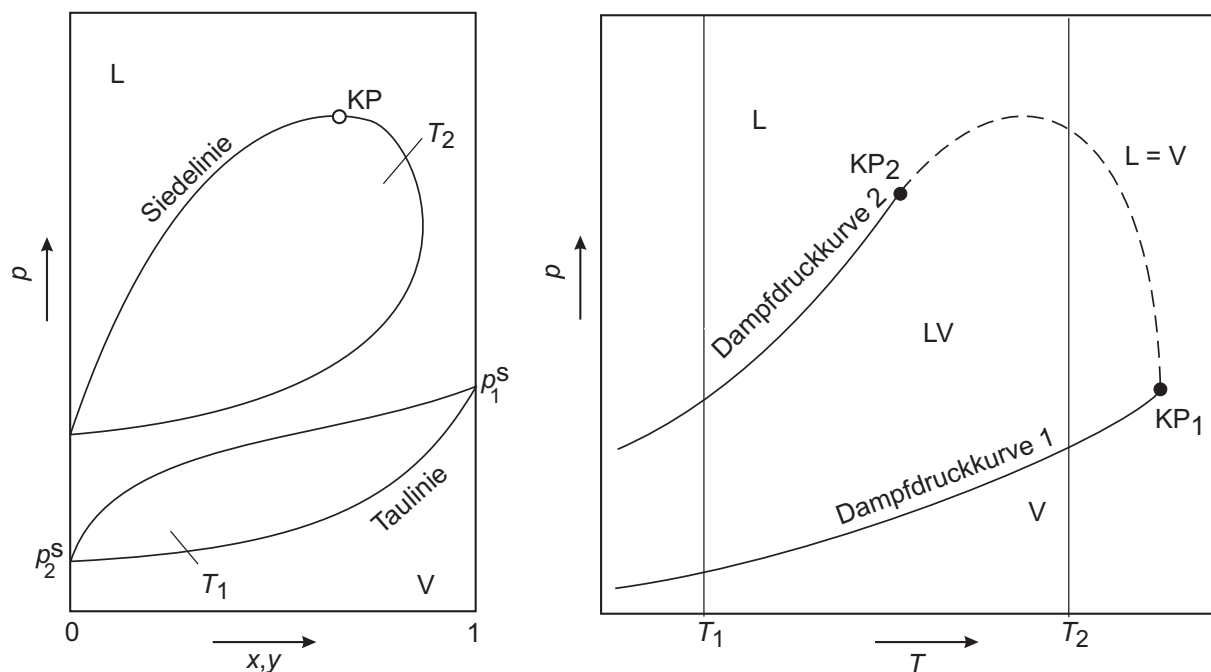 L
KP
T2
Siedelinie
p
p1s
Taulinie
p2s
T1
V
0
1
x,y
L
KP2
L = V
Dampfdruckkurve 2
p
LV
KP1
Dampfdruckkurve 1
V
T1
T2
T